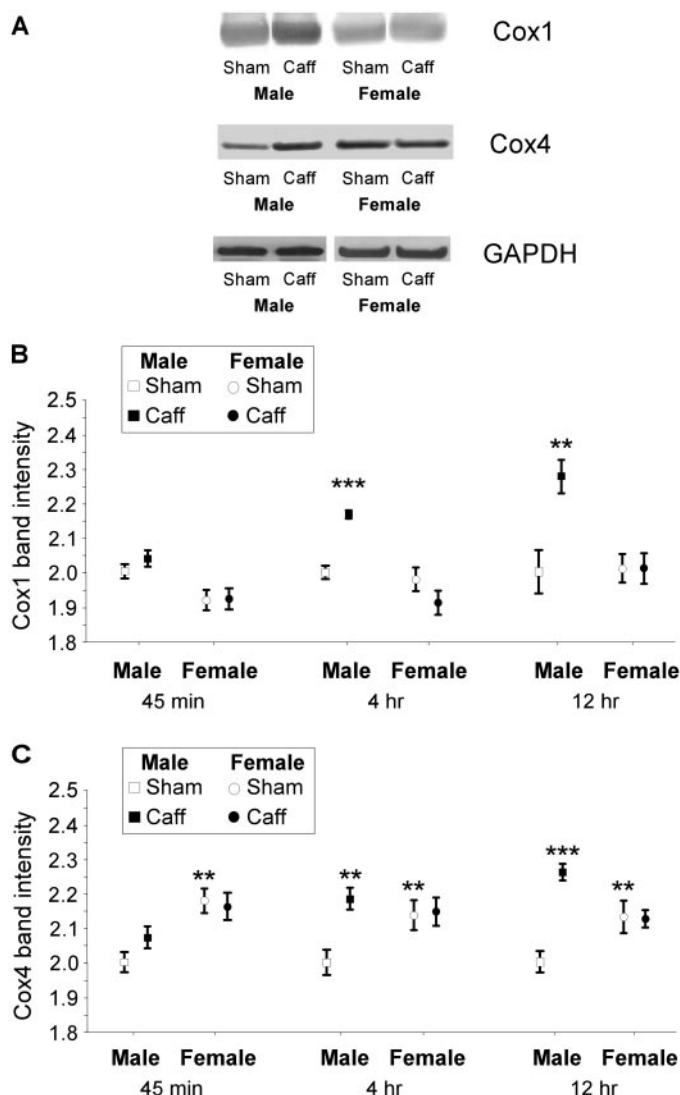 A
Cox1
Sham Caff Sham Caff
Male Female
Cox4
Sham Caff Sham Caff
Male Female
GAPDH
Sham Caff Sham Caff
Male Female
B
Male Female
Sham Sham
Caff Caff
Cox1 band intensity
2.5
2.4
2.3
2.2
2.1
2.0
1.9
1.8
***
**
Male Female Male Female Male Female
45 min 4 hr 12 hr
C
Male Female
Sham Sham
Caff Caff
Cox4 band intensity
2.5
2.4
2.3
2.2
2.1
2.0
1.9
1.8
** ** ** *** **
Male Female Male Female Male Female
45 min 4 hr 12 hr